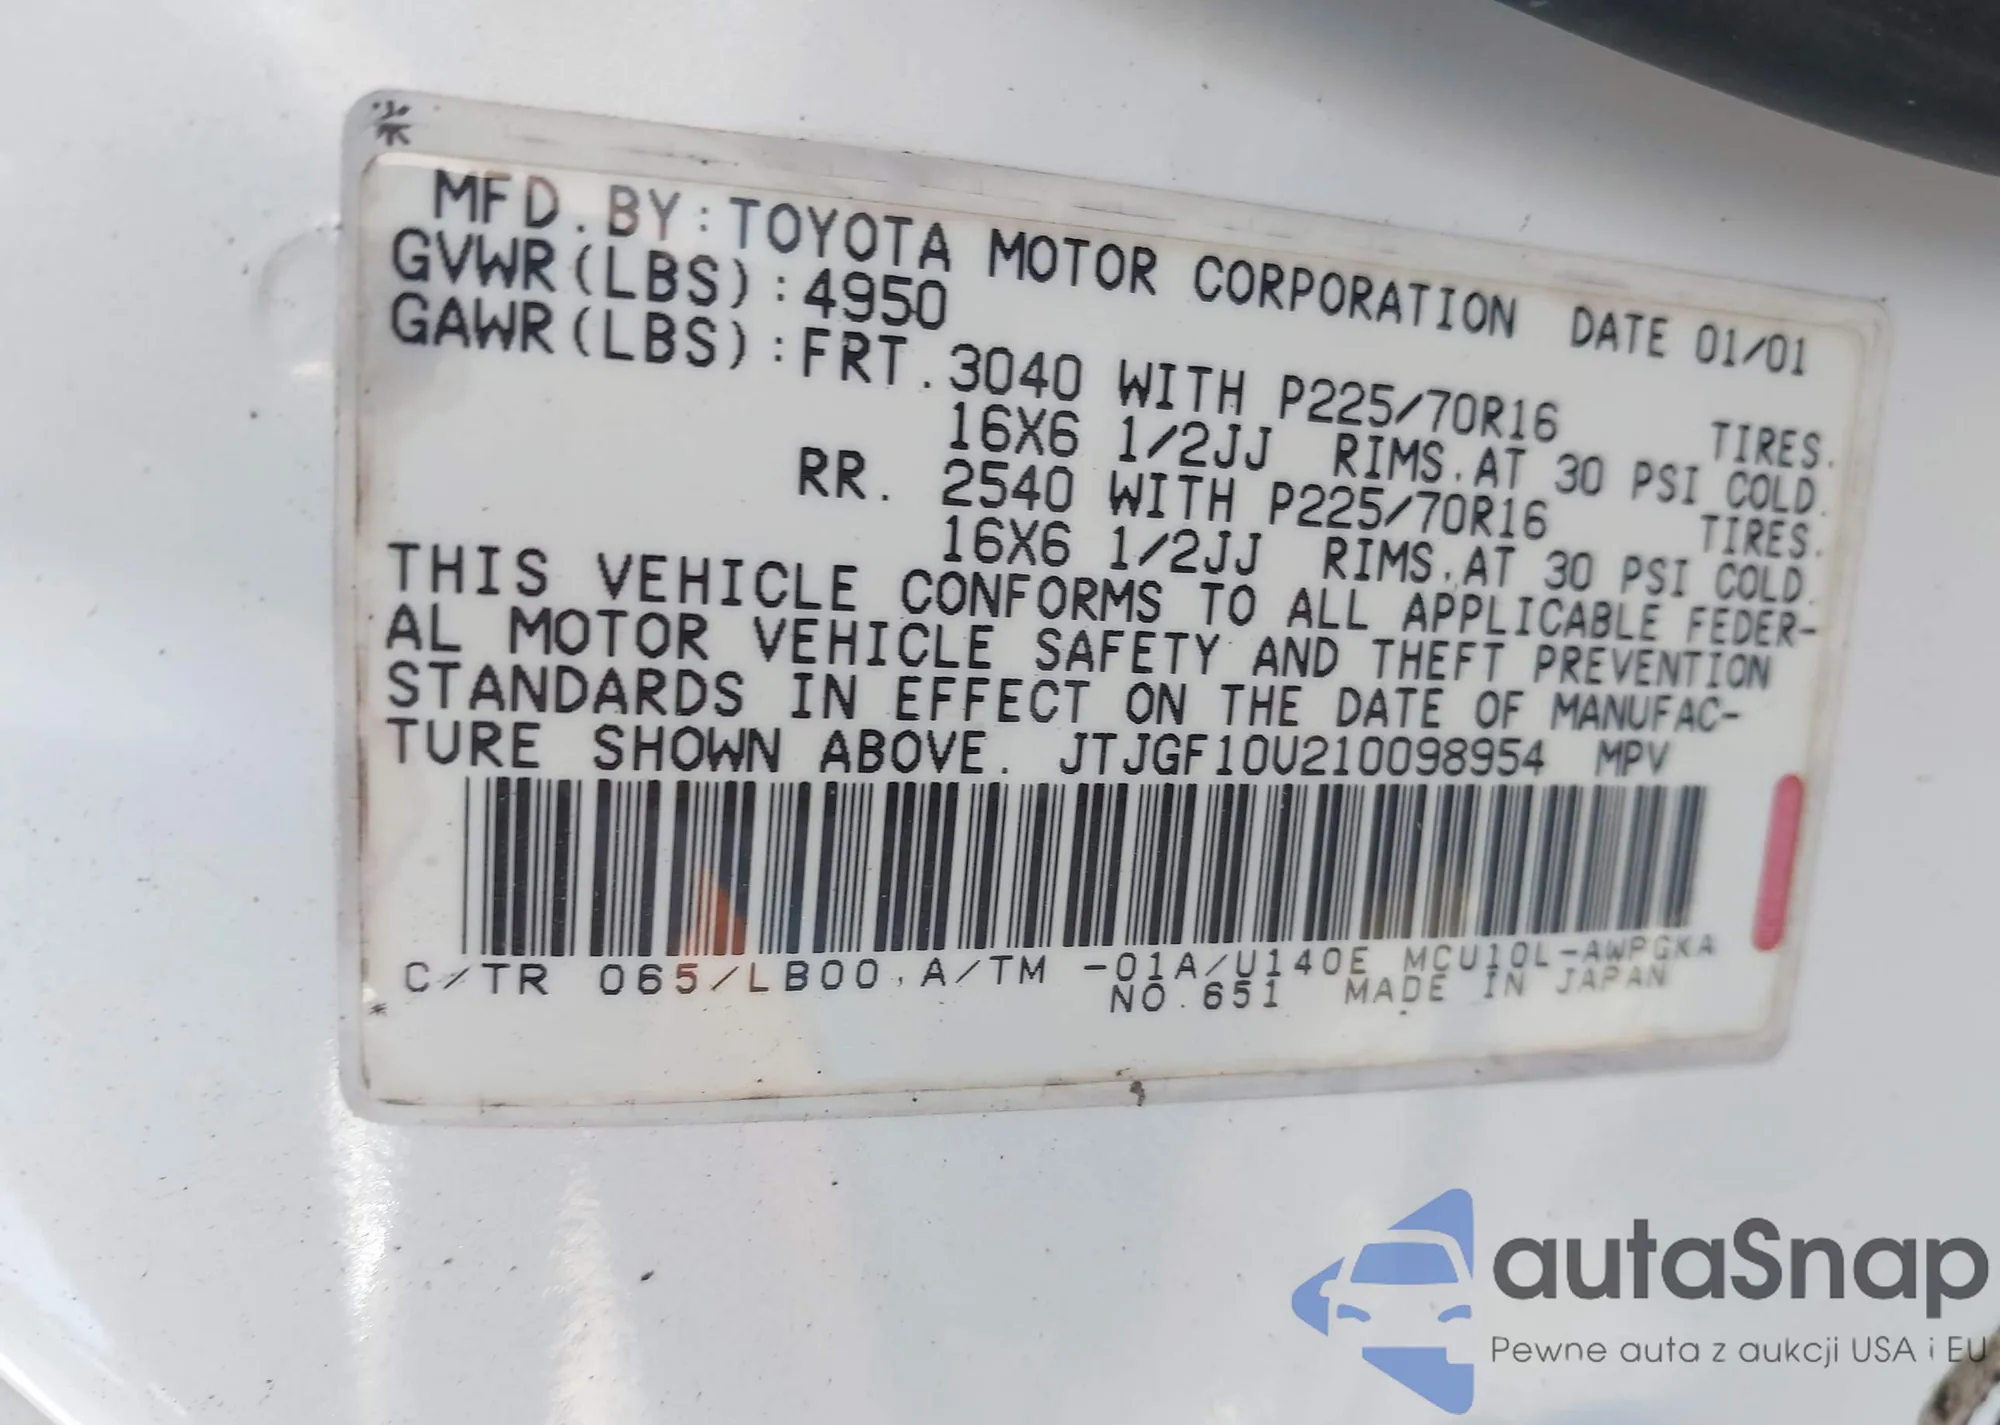 MFD. BY: TOYOTA MOTOR CORPORATION DATE 01/01
GVWR(LBS):4950
GAWR(LBS):FRT. 3040 WITH P225/70R16 TIRES.
16X6 1/2JJ RIMS.AT 30 PSI COLD.
RR. 2540 WITH P225/70R16 TIRES.
16X6 1/2JJ RIMS.AT 30 PSI COLD.
THIS VEHICLE CONFORMS TO ALL APPLICABLE FEDER-
AL MOTOR VEHICLE SAFETY AND THEFT PREVENTION
STANDARDS IN EFFECT ON THE DATE OF MANUFAC-
TURE SHOWN ABOVE. JTJGF10U210098954 MPV
C/TR 065/LB00,A/TM -01A/U140E MCU10L-AWPGKA
NO.651 MADE IN JAPAN
autaSnap
Pewne auta z aukcji USA i EU